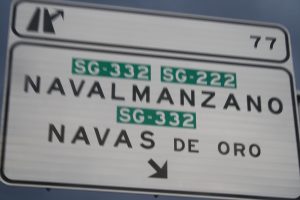 77
SG-332 SG-222
NAVALMANZANO
SG-332
NAVAS DE ORO